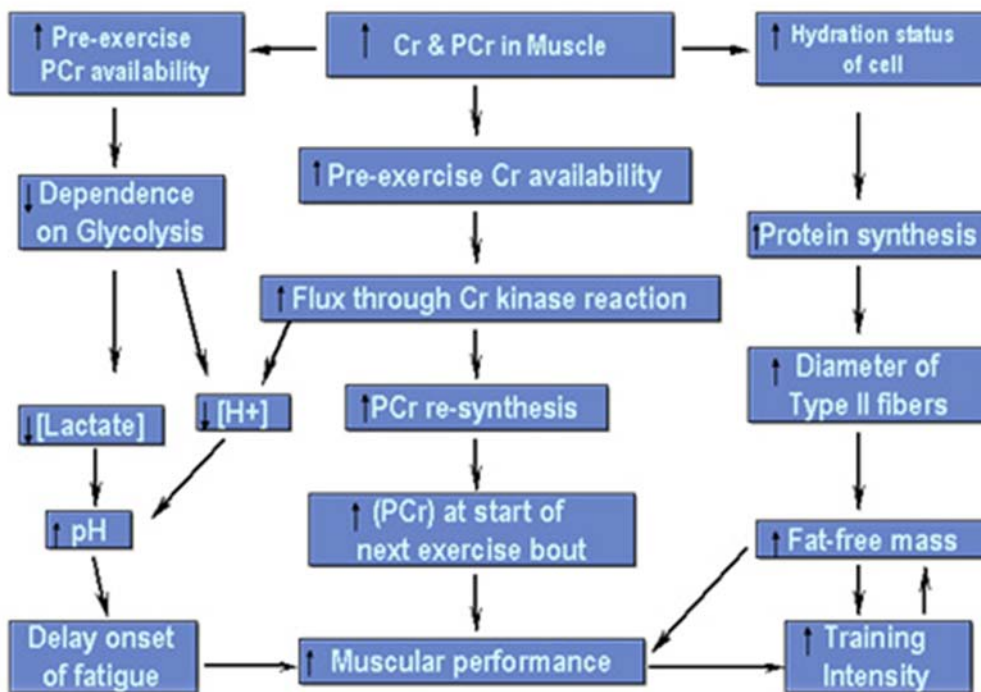 ↑ Pre-exercise
PCr availability
↑ Cr & PCr in Muscle
↑ Hydration status
of cell
↑ Pre-exercise Cr availability
↓ Dependence
on Glycolysis
↑ Protein synthesis
↑ Flux through Cr kinase reaction
↑ Diameter of
Type II fibers
↓ [Lactate]
↓ [H+]
↑ PCr re-synthesis
↑ pH
↑ (PCr) at start of
next exercise bout
↑ Fat-free mass
Delay onset
of fatigue
↑ Muscular performance
↑ Training
Intensity